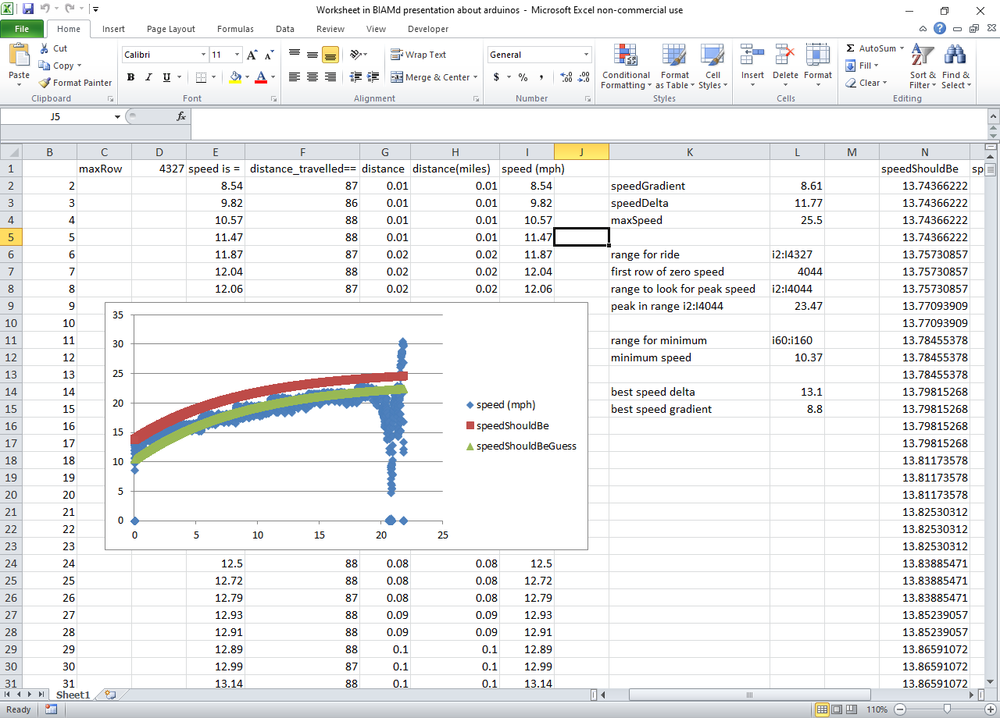 Worksheet in BIAMd presentation about arduinos - Microsoft Excel non-commercial use
File Home Insert Page Layout Formulas Data Review View Developer
Paste
Cut
Copy
Format Painter
Clipboard
Calibri 11
B I U
Font
Wrap Text
Merge & Center
Alignment
General
$ % ,
Number
Conditional Formatting
Format as Table
Cell Styles
Styles
Insert Delete Format
Cells
AutoSum
Fill
Clear
Sort & Filter
Find & Select
Editing
J5 fx
B C D E F G H I J K L M N
1 maxRow 4327 speed is = distance_travelled== distance distance(miles) speed (mph) speedShouldBe sp
2 2 8.54 87 0.01 0.01 8.54 speedGradient 8.61 13.74366222
3 3 9.82 86 0.01 0.01 9.82 speedDelta 11.77 13.74366222
4 4 10.57 88 0.01 0.01 10.57 maxSpeed 25.5 13.74366222
5 5 11.47 88 0.01 0.01 11.47 13.74366222
6 6 11.87 87 0.02 0.02 11.87 range for ride i2:I4327 13.75730857
7 7 12.04 88 0.02 0.02 12.04 first row of zero speed 4044 13.75730857
8 8 12.06 87 0.02 0.02 12.06 range to look for peak speed i2:I4044 13.75730857
9 9 peak in range i2:I4044 23.47 13.77093909
10 10 13.77093909
11 11 range for minimum i60:i160 13.78455378
12 12 minimum speed 10.37 13.78455378
13 13 13.78455378
14 14 best speed delta 13.1 13.79815268
15 15 best speed gradient 8.8 13.79815268
16 16 13.79815268
17 17 13.79815268
18 18 13.81173578
19 19 13.81173578
20 20 13.81173578
21 21 13.82530312
22 22 13.82530312
23 23 13.82530312
35
30
25
20
15
10
5
0
0 5 10 15 20 25
speed (mph)
speedShouldBe
speedShouldBeGuess
24 24 12.5 88 0.08 0.08 12.5 13.83885471
25 25 12.72 88 0.08 0.08 12.72 13.83885471
26 26 12.79 87 0.08 0.08 12.79 13.83885471
27 27 12.93 88 0.09 0.09 12.93 13.85239057
28 28 12.91 88 0.09 0.09 12.91 13.85239057
29 29 12.89 88 0.1 0.1 12.89 13.86591072
30 30 12.99 87 0.1 0.1 12.99 13.86591072
31 31 13.14 88 0.1 0.1 13.14 13.86591072
Sheet1
Ready 110%